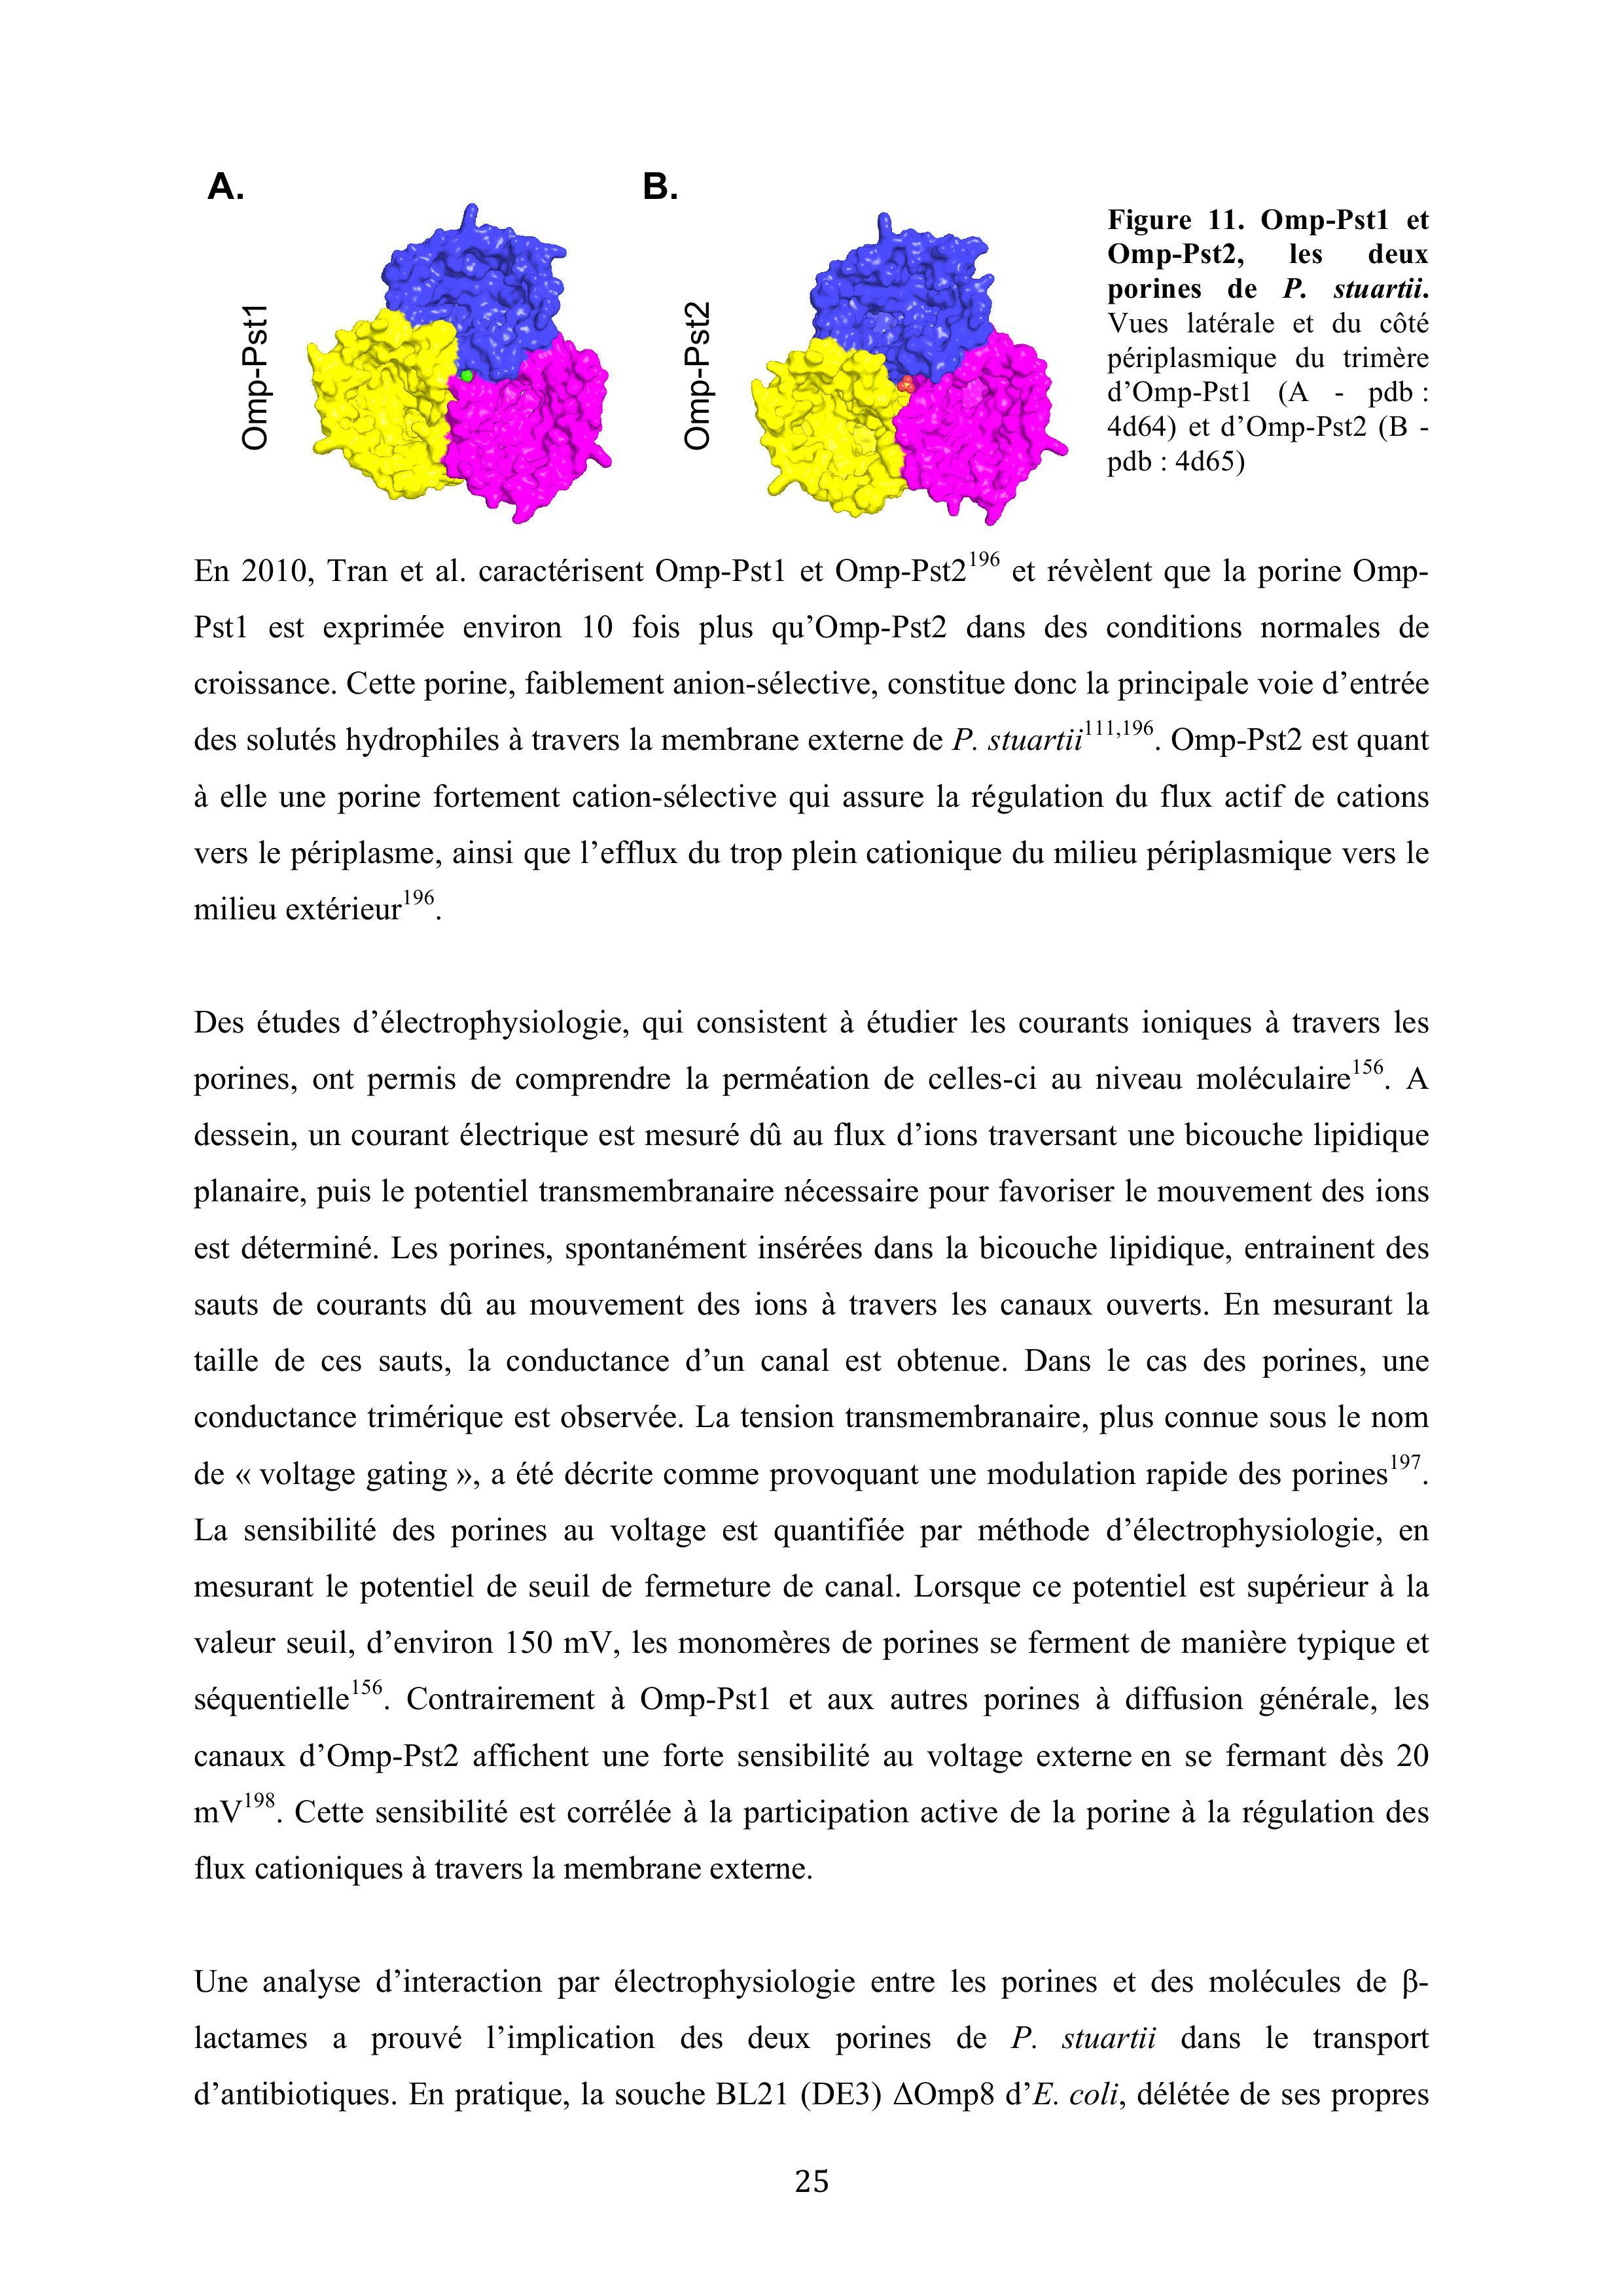 A.
B.
Omp-Pst1
Omp-Pst2
Figure 11. Omp-Pst1 et
Omp-Pst2, les deux
porines de P. stuartii.
Vues latérale et du côté
périplasmique du trimère
d’Omp-Pst1 (A - pdb :
4d64) et d’Omp-Pst2 (B -
pdb : 4d65)
En 2010, Tran et al. caractérisent Omp-Pst1 et Omp-Pst2196 et révèlent que la porine Omp-
Pst1 est exprimée environ 10 fois plus qu’Omp-Pst2 dans des conditions normales de
croissance. Cette porine, faiblement anion-sélective, constitue donc la principale voie d’entrée
des solutés hydrophiles à travers la membrane externe de P. stuartii111,196. Omp-Pst2 est quant
à elle une porine fortement cation-sélective qui assure la régulation du flux actif de cations
vers le périplasme, ainsi que l’efflux du trop plein cationique du milieu périplasmique vers le
milieu extérieur196.
Des études d’électrophysiologie, qui consistent à étudier les courants ioniques à travers les
porines, ont permis de comprendre la perméation de celles-ci au niveau moléculaire156. A
dessein, un courant électrique est mesuré dû au flux d’ions traversant une bicouche lipidique
planaire, puis le potentiel transmembranaire nécessaire pour favoriser le mouvement des ions
est déterminé. Les porines, spontanément insérées dans la bicouche lipidique, entrainent des
sauts de courants dû au mouvement des ions à travers les canaux ouverts. En mesurant la
taille de ces sauts, la conductance d’un canal est obtenue. Dans le cas des porines, une
conductance trimérique est observée. La tension transmembranaire, plus connue sous le nom
de « voltage gating », a été décrite comme provoquant une modulation rapide des porines197.
La sensibilité des porines au voltage est quantifiée par méthode d’électrophysiologie, en
mesurant le potentiel de seuil de fermeture de canal. Lorsque ce potentiel est supérieur à la
valeur seuil, d’environ 150 mV, les monomères de porines se ferment de manière typique et
séquentielle156. Contrairement à Omp-Pst1 et aux autres porines à diffusion générale, les
canaux d’Omp-Pst2 affichent une forte sensibilité au voltage externe en se fermant dès 20
mV198. Cette sensibilité est corrélée à la participation active de la porine à la régulation des
flux cationiques à travers la membrane externe.
Une analyse d’interaction par électrophysiologie entre les porines et des molécules de β-
lactames a prouvé l’implication des deux porines de P. stuartii dans le transport
d’antibiotiques. En pratique, la souche BL21 (DE3) ΔOmp8 d’E. coli, délétée de ses propres
25